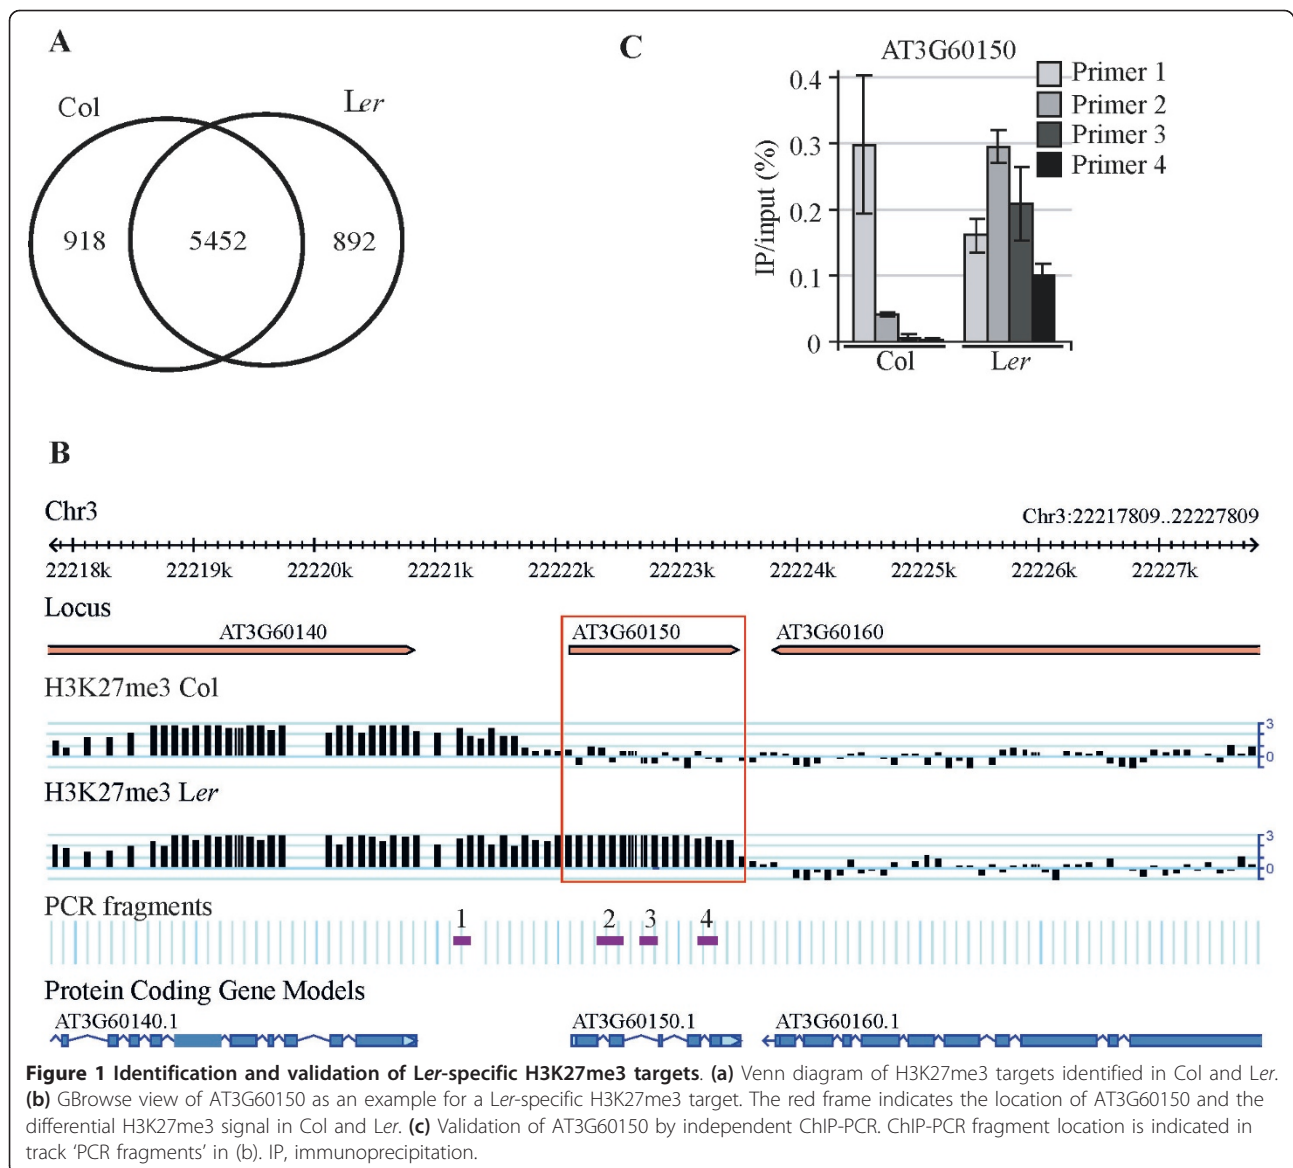 A
Col
Ler
918
5452
892
C
AT3G60150
Primer 1
Primer 2
Primer 3
Primer 4
IP/input (%)
0.4
0.3
0.2
0.1
0
Col
Ler
B
Chr3
Chr3:22217809..22227809
22218k 22219k 22220k 22221k 22222k 22223k 22224k 22225k 22226k 22227k
Locus
AT3G60140 AT3G60150 AT3G60160
H3K27me3 Col
3
0
H3K27me3 Ler
3
0
PCR fragments
1 2 3 4
Protein Coding Gene Models
AT3G60140.1 AT3G60150.1 AT3G60160.1
Figure 1 Identification and validation of Ler-specific H3K27me3 targets. (a) Venn diagram of H3K27me3 targets identified in Col and Ler.
(b) GBrowse view of AT3G60150 as an example for a Ler-specific H3K27me3 target. The red frame indicates the location of AT3G60150 and the
differential H3K27me3 signal in Col and Ler. (c) Validation of AT3G60150 by independent ChIP-PCR. ChIP-PCR fragment location is indicated in
track ‘PCR fragments’ in (b). IP, immunoprecipitation.